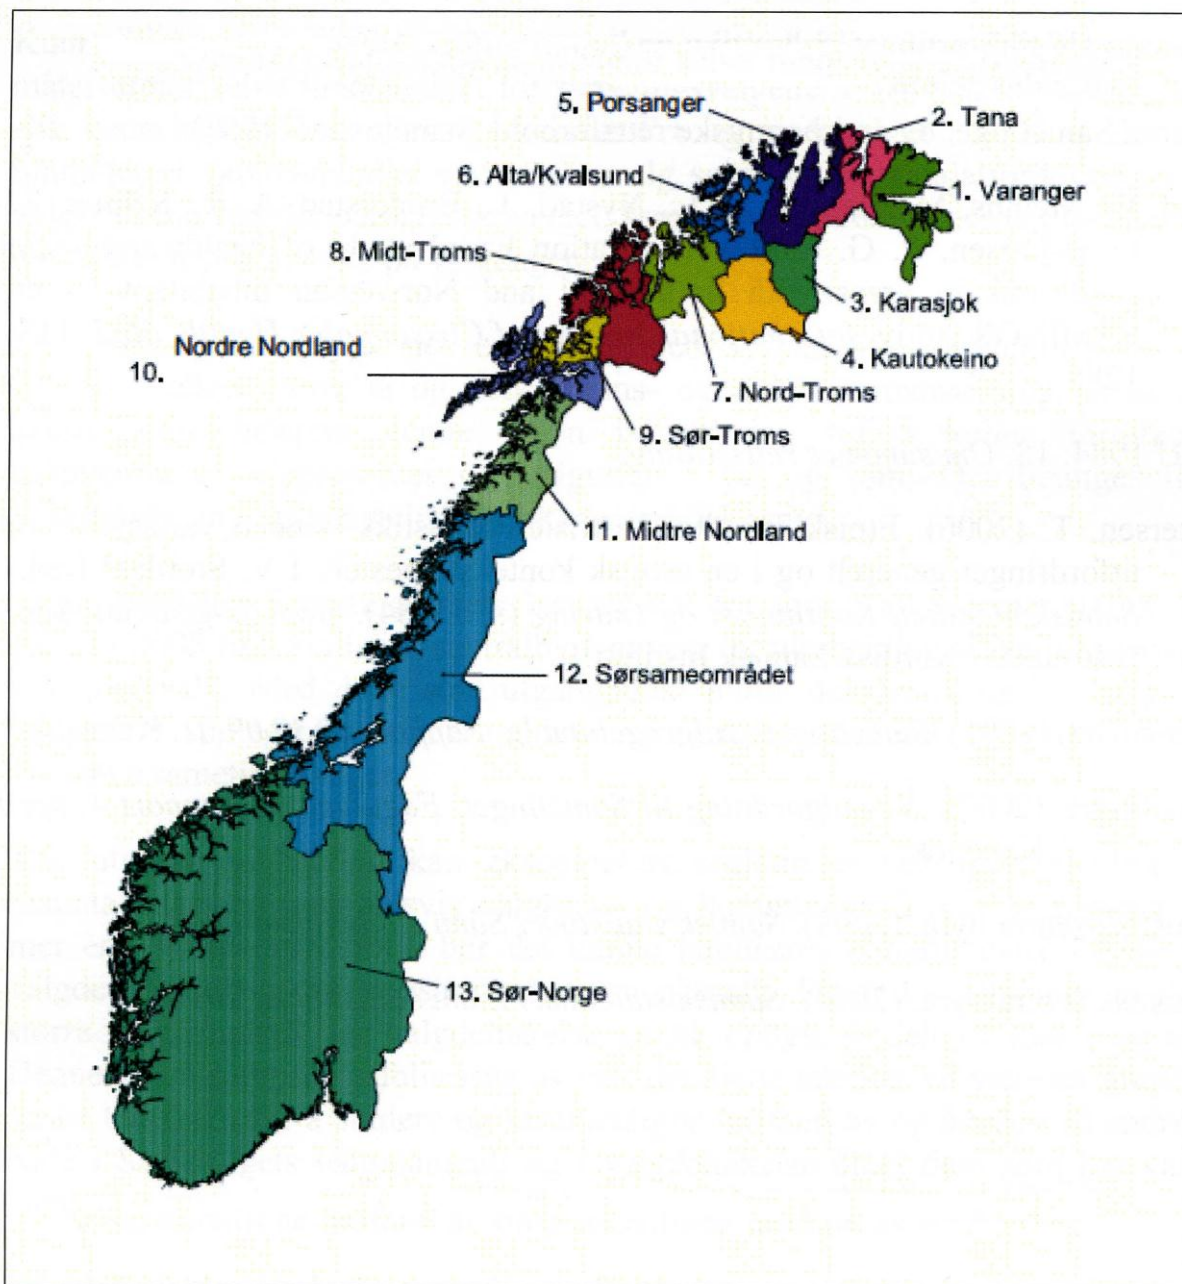 5. Porsanger
2. Tana
6. Alta/Kvalsund
1. Varanger
8. Midt-Troms
3. Karasjok
Nordre Nordland
10.
4. Kautokeino
7. Nord-Troms
9. Sør-Troms
11. Midtre Nordland
12. Sørsameområdet
13. Sør-Norge